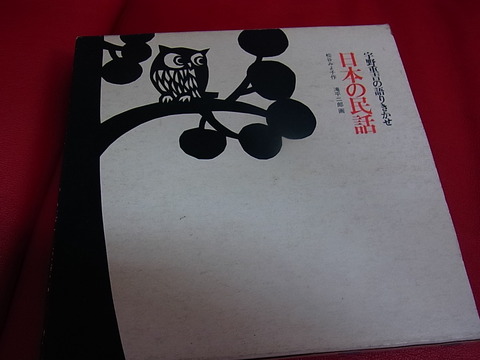 宇野重吉の語りきかせ
日本の民話
松谷みよ子作 滝平二郎画